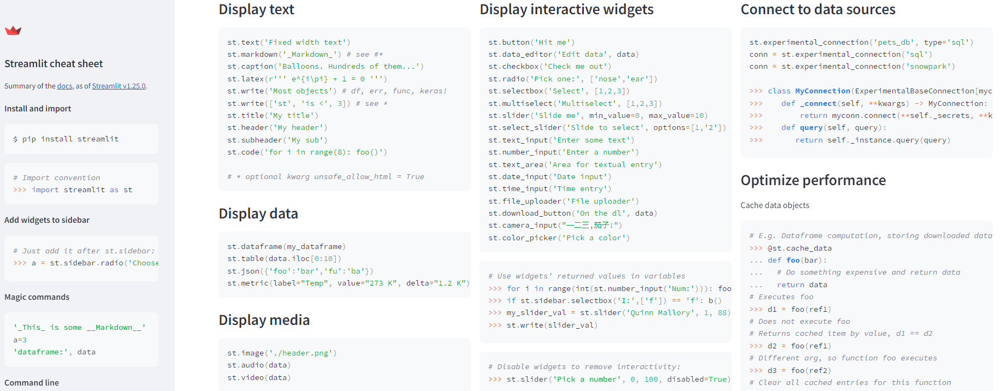 Streamlit cheat sheet
Summary of the docs, as of Streamlit v1.25.0.
Install and import
$ pip install streamlit
# Import convention
>>> import streamlit as st
Add widgets to sidebar
# Just add it after st.sidebar:
>>> a = st.sidebar.radio('Choose
Magic commands
'_This_ is some __Markdown__'
a=3
'dataframe:', data
Command line
Display text
st.text('Fixed width text')
st.markdown('_Markdown_') # see #*
st.caption('Balloons. Hundreds of them...')
st.latex(r''' e^{i\pi} + 1 = 0 ''')
st.write('Most objects') # df, err, func, keras!
st.write(['st', 'is <', 3]) # see *
st.title('My title')
st.header('My header')
st.subheader('My sub')
st.code('for i in range(8): foo()')
# * optional kwarg unsafe_allow_html = True
Display data
st.dataframe(my_dataframe)
st.table(data.iloc[0:10])
st.json({'foo':'bar','fu':'ba'})
st.metric(label="Temp", value="273 K", delta="1.2 K")
Display media
st.image('./header.png')
st.audio(data)
st.video(data)
Display interactive widgets
st.button('Hit me')
st.data_editor('Edit data', data)
st.checkbox('Check me out')
st.radio('Pick one:', ['nose','ear'])
st.selectbox('Select', [1,2,3])
st.multiselect('Multiselect', [1,2,3])
st.slider('Slide me', min_value=0, max_value=10)
st.select_slider('Slide to select', options=[1,'2'])
st.text_input('Enter some text')
st.number_input('Enter a number')
st.text_area('Area for textual entry')
st.date_input('Date input')
st.time_input('Time entry')
st.file_uploader('File uploader')
st.download_button('On the dl', data)
st.camera_input("一二三,茄子!")
st.color_picker('Pick a color')
# Use widgets' returned values in variables
>>> for i in range(int(st.number_input('Num:'))): foo
>>> if st.sidebar.selectbox('I:',['f']) == 'f': b()
>>> my_slider_val = st.slider('Quinn Mallory', 1, 88)
>>> st.write(slider_val)
# Disable widgets to remove interactivity:
>>> st.slider('Pick a number', 0, 100, disabled=True)
Connect to data sources
st.experimental_connection('pets_db', type='sql')
conn = st.experimental_connection('sql')
conn = st.experimental_connection('snowpark')
>>> class MyConnection(ExperimentalBaseConnection[myc
>>> def _connect(self, **kwargs) -> MyConnection:
>>> return myconn.connect(**self._secrets, **k
>>> def query(self, query):
>>> return self._instance.query(query)
Optimize performance
Cache data objects
# E.g. Dataframe computation, storing downloaded data
>>> @st.cache_data
... def foo(bar):
... # Do something expensive and return data
... return data
# Executes foo
>>> d1 = foo(ref1)
# Does not execute foo
# Returns cached item by value, d1 == d2
>>> d2 = foo(ref1)
# Different arg, so function foo executes
>>> d3 = foo(ref2)
# Clear all cached entries for this function